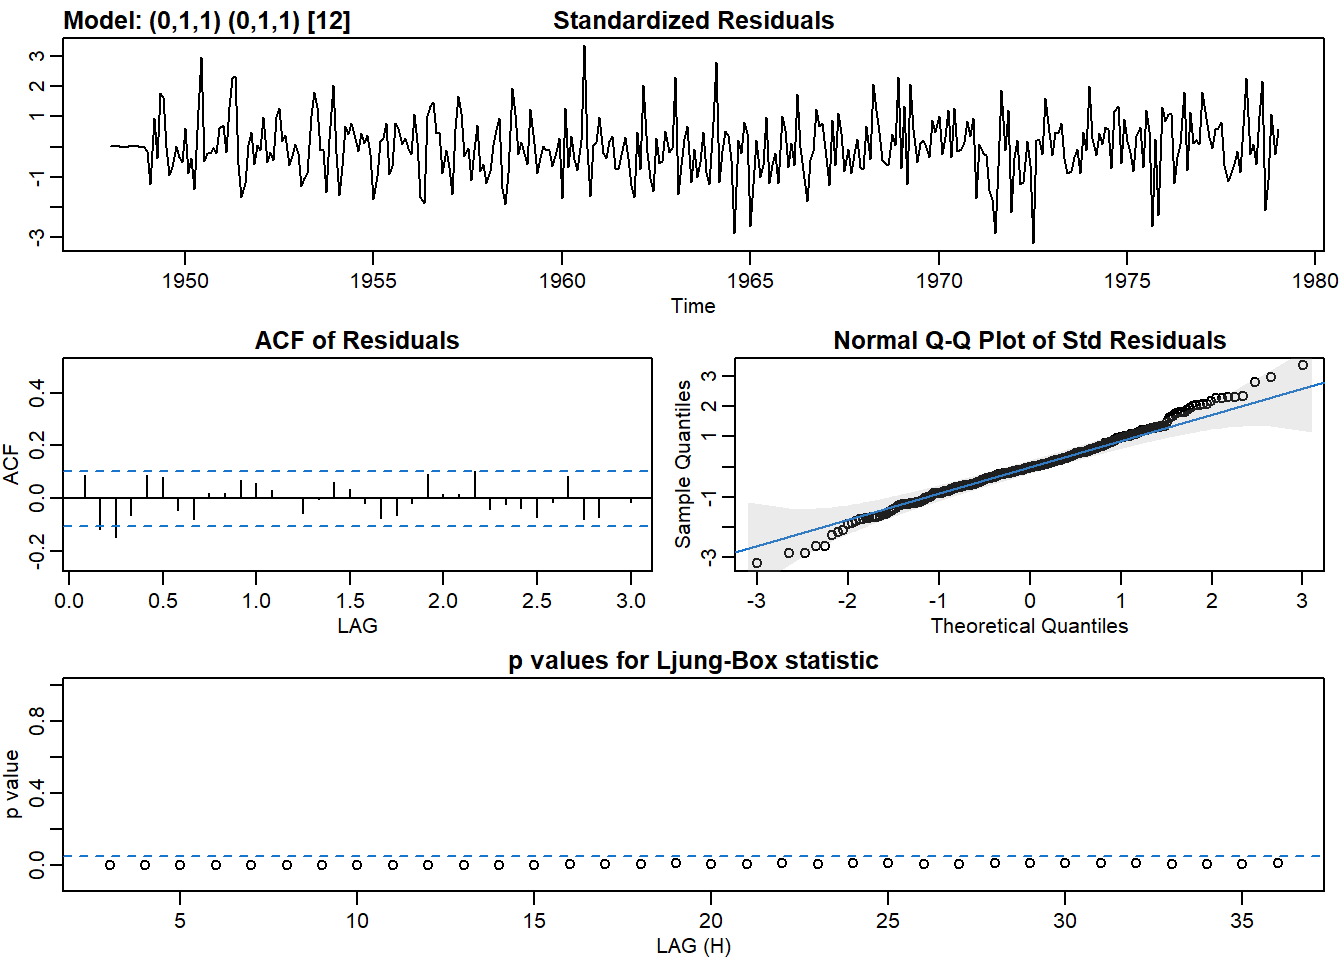 Model: (0,1,1) (0,1,1) [12] Standardized Residuals
3
2
1
-1
-3
1950 1955 1960 1965 1970 1975 1980
Time
ACF of Residuals
ACF
0.4
0.2
0.0
-0.2
0.0 0.5 1.0 1.5 2.0 2.5 3.0
LAG
Normal Q-Q Plot of Std Residuals
Sample Quantiles
3
2
1
-1
-3
-3 -2 -1 0 1 2 3
Theoretical Quantiles
p values for Ljung-Box statistic
p value
0.8
0.4
0.0
5 10 15 20 25 30 35
LAG (H)